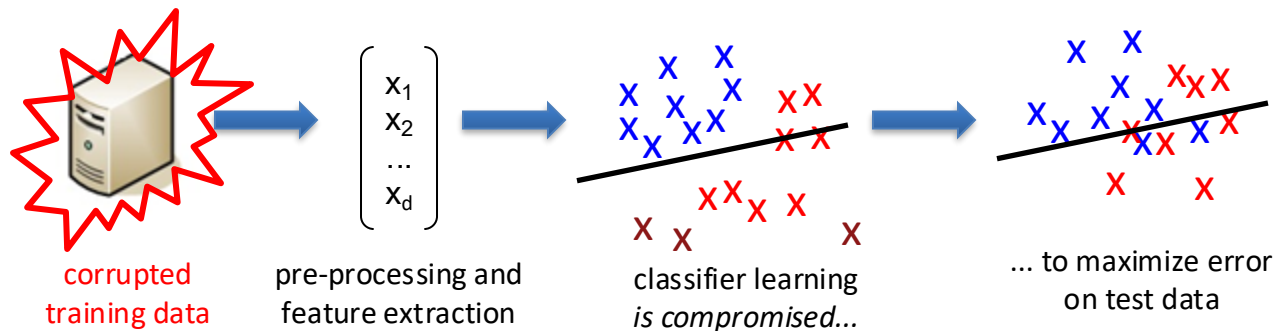 x1
x2
...
xd
corrupted
training data
pre-processing and
feature extraction
classifier learning
is compromised...
... to maximize error
on test data